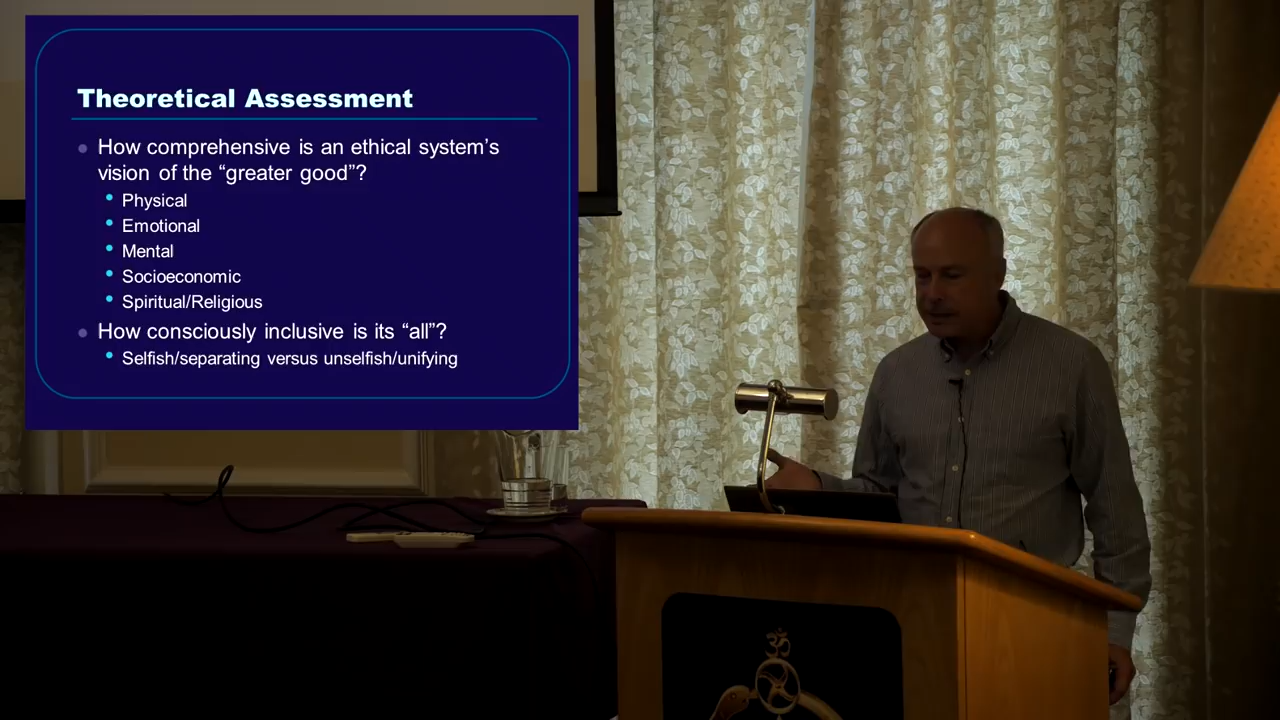 Theoretical Assessment
How comprehensive is an ethical system's
vision of the “greater good”?
Physical
Emotional
Mental
Socioeconomic
Spiritual/Religious
How consciously inclusive is its “all”?
Selfish/separating versus unselfish/unifying
ॐ